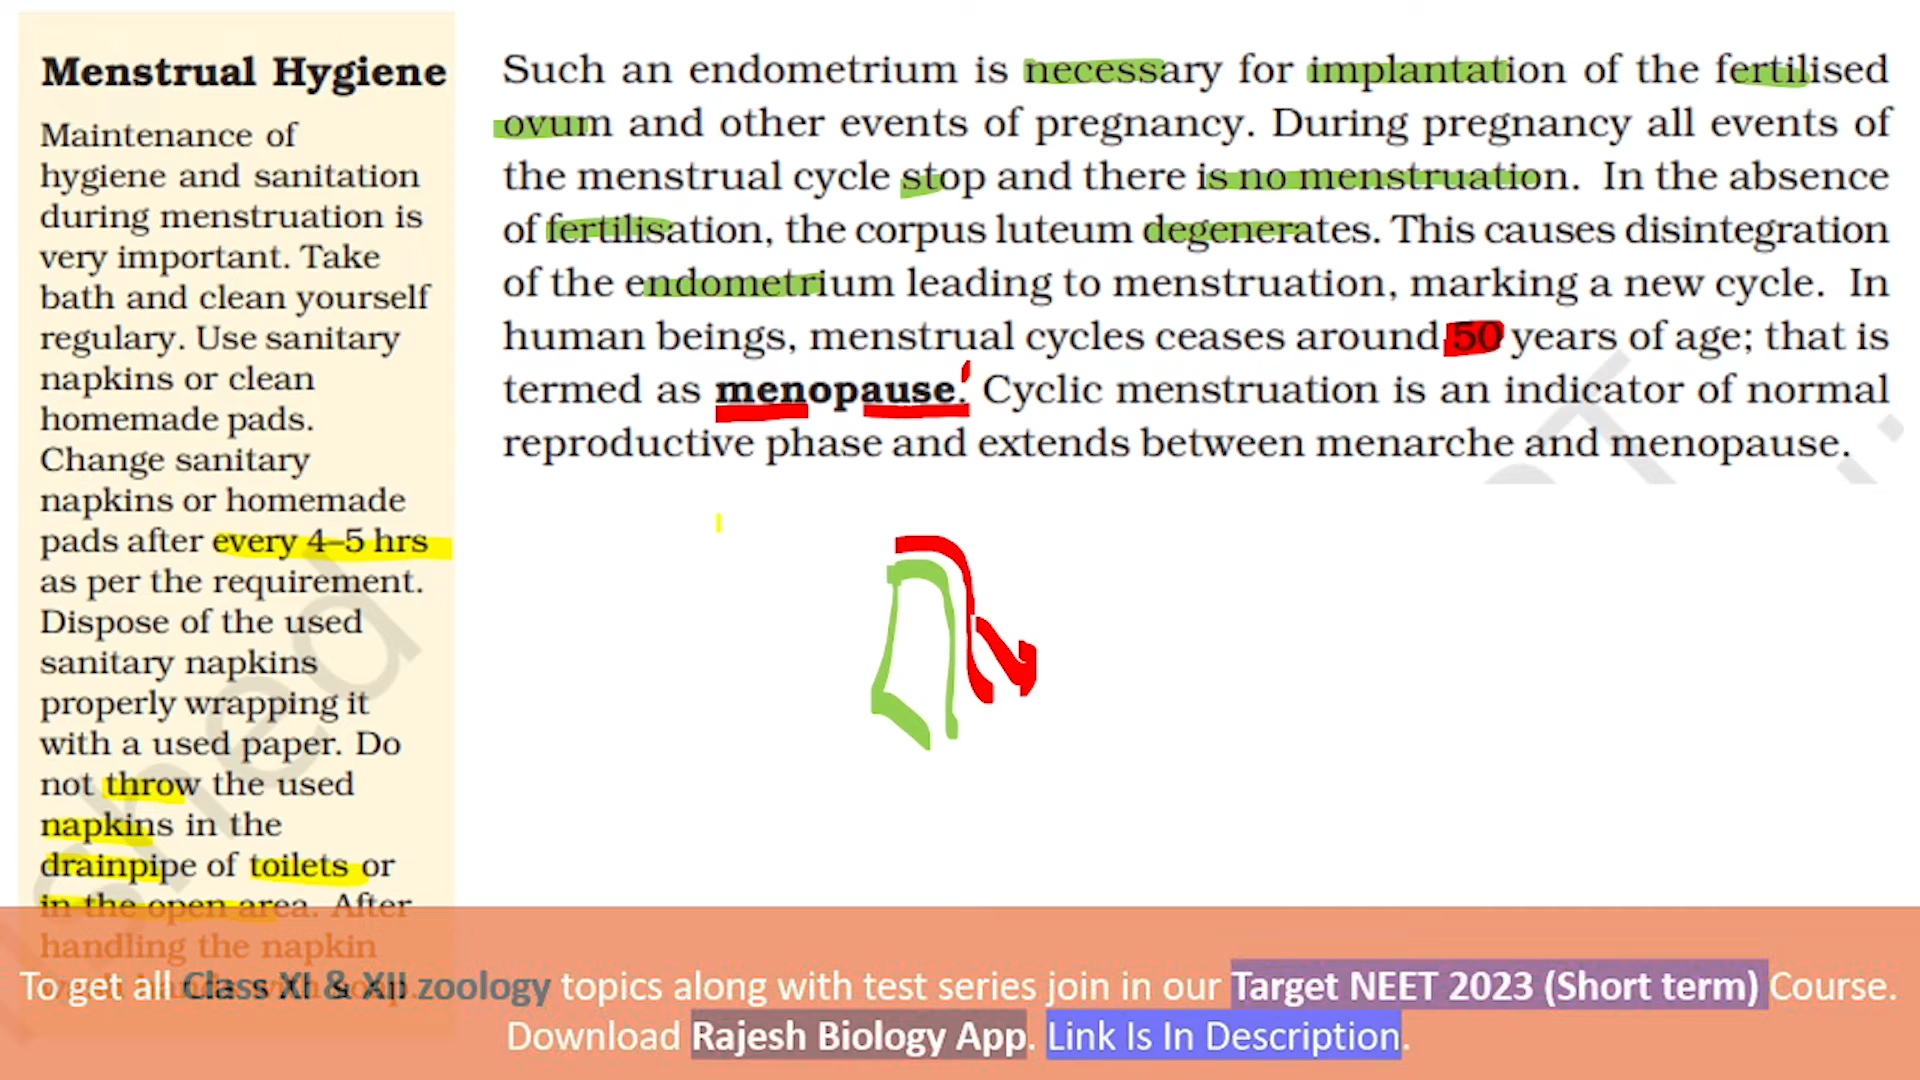 Menstrual Hygiene
Maintenance of
hygiene and sanitation
during menstruation is
very important. Take
bath and clean yourself
regulary. Use sanitary
napkins or clean
homemade pads.
Change sanitary
napkins or homemade
pads after every 4–5 hrs
as per the requirement.
Dispose of the used
sanitary napkins
properly wrapping it
with a used paper. Do
not throw the used
napkins in the
drainpipe of toilets or
in the open area. After
handling the napkin
Such an endometrium is necessary for implantation of the fertilised
ovum and other events of pregnancy. During pregnancy all events of
the menstrual cycle stop and there is no menstruation. In the absence
of fertilisation, the corpus luteum degenerates. This causes disintegration
of the endometrium leading to menstruation, marking a new cycle. In
human beings, menstrual cycles ceases around 50 years of age; that is
termed as menopause. Cyclic menstruation is an indicator of normal
reproductive phase and extends between menarche and menopause.
To get all Class XI & XII zoology topics along with test series join in our Target NEET 2023 (Short term) Course.
Download Rajesh Biology App. Link Is In Description.